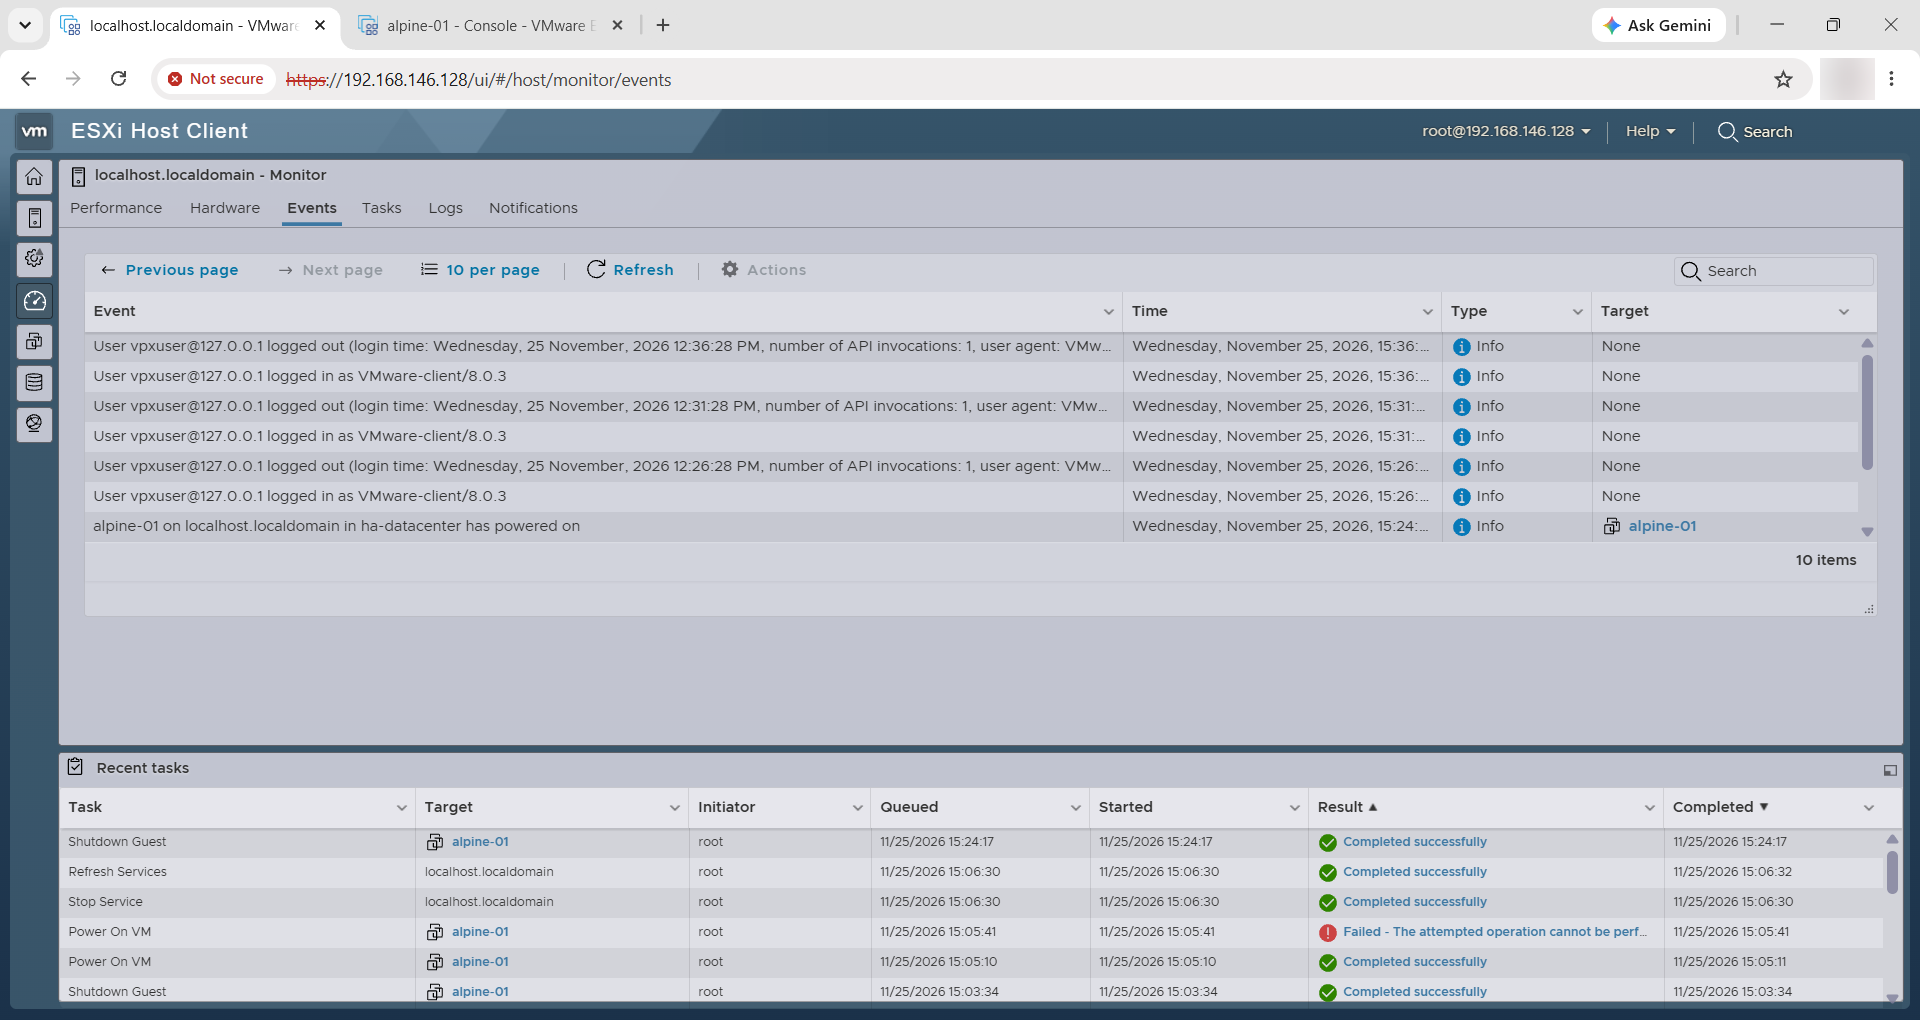 localhost.localdomain - VMware
alpine-01 - Console - VMware E
Ask Gemini
Not secure
https://192.168.146.128/ui/#/host/monitor/events
vm
ESXi Host Client
root@192.168.146.128
Help
Search
localhost.localdomain - Monitor
Performance
Hardware
Events
Tasks
Logs
Notifications
Previous page
Next page
10 per page
Refresh
Actions
Search
Event Time Type Target
User vpxuser@127.0.0.1 logged out (login time: Wednesday, 25 November, 2026 12:36:28 PM, number of API invocations: 1, user agent: VMw... Wednesday, November 25, 2026, 15:36:... Info None
User vpxuser@127.0.0.1 logged in as VMware-client/8.0.3 Wednesday, November 25, 2026, 15:36:... Info None
User vpxuser@127.0.0.1 logged out (login time: Wednesday, 25 November, 2026 12:31:28 PM, number of API invocations: 1, user agent: VMw... Wednesday, November 25, 2026, 15:31:... Info None
User vpxuser@127.0.0.1 logged in as VMware-client/8.0.3 Wednesday, November 25, 2026, 15:31:... Info None
User vpxuser@127.0.0.1 logged out (login time: Wednesday, 25 November, 2026 12:26:28 PM, number of API invocations: 1, user agent: VMw... Wednesday, November 25, 2026, 15:26:... Info None
User vpxuser@127.0.0.1 logged in as VMware-client/8.0.3 Wednesday, November 25, 2026, 15:26:... Info None
alpine-01 on localhost.localdomain in ha-datacenter has powered on Wednesday, November 25, 2026, 15:24:... Info alpine-01
10 items
Recent tasks
Task Target Initiator Queued Started Result Completed
Shutdown Guest alpine-01 root 11/25/2026 15:24:17 11/25/2026 15:24:17 Completed successfully 11/25/2026 15:24:17
Refresh Services localhost.localdomain root 11/25/2026 15:06:30 11/25/2026 15:06:30 Completed successfully 11/25/2026 15:06:32
Stop Service localhost.localdomain root 11/25/2026 15:06:30 11/25/2026 15:06:30 Completed successfully 11/25/2026 15:06:30
Power On VM alpine-01 root 11/25/2026 15:05:41 11/25/2026 15:05:41 Failed - The attempted operation cannot be perf... 11/25/2026 15:05:41
Power On VM alpine-01 root 11/25/2026 15:05:10 11/25/2026 15:05:10 Completed successfully 11/25/2026 15:05:11
Shutdown Guest alpine-01 root 11/25/2026 15:03:34 11/25/2026 15:03:34 Completed successfully 11/25/2026 15:03:34